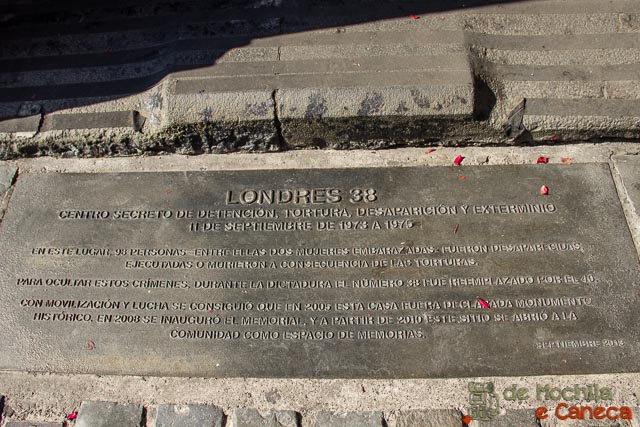 LONDRES 38
CENTRO SECRETO DE DETENCIÓN, TORTURA, DESAPARICIÓN Y EXTERMINIO
11 DE SEPTIEMBRE DE 1973 A 1975
EN ESTE LUGAR, 98 PERSONAS, ENTRE ELLAS DOS MUJERES EMBARAZADAS, FUERON DESAPARECIDAS,
EJECUTADAS O MURIERON A CONSECUENCIA DE LAS TORTURAS.
PARA OCULTAR ESTOS CRÍMENES, DURANTE LA DICTADURA EL NÚMERO 38 FUE REEMPLAZADO POR EL 40.
CON MOVILIZACIÓN Y LUCHA SE CONSIGUIÓ QUE EN 2005 ESTA CASA FUERA DECLARADA MONUMENTO
HISTÓRICO, EN 2008 SE INAUGURÓ EL MEMORIAL, Y A PARTIR DE 2010 ESTE SITIO SE ABRIÓ A LA
COMUNIDAD COMO ESPACIO DE MEMORIAS.
SEPTIEMBRE 2013
de Mochila
e Caneca